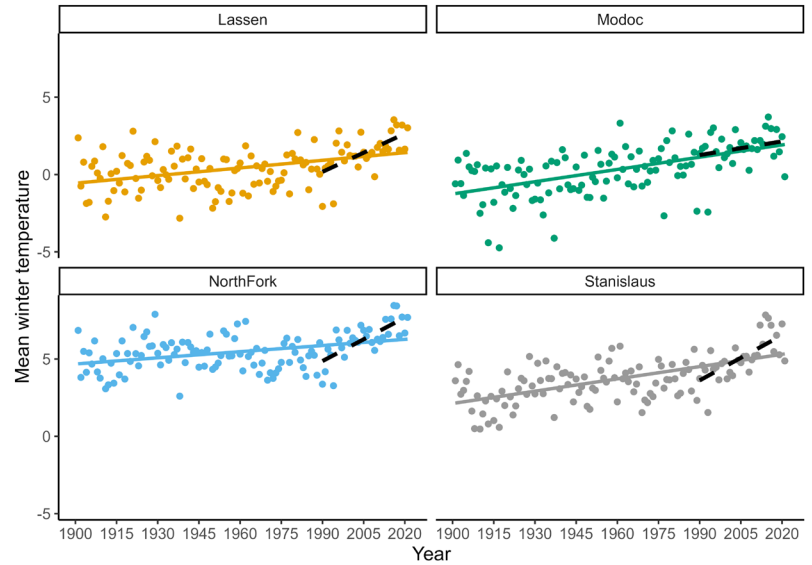 Lassen
Modoc
5
0
-5
NorthFork
Stanislaus
5
0
-5
Mean winter temperature
1900 1915 1930 1945 1960 1975 1990 2005 2020
1900 1915 1930 1945 1960 1975 1990 2005 2020
Year